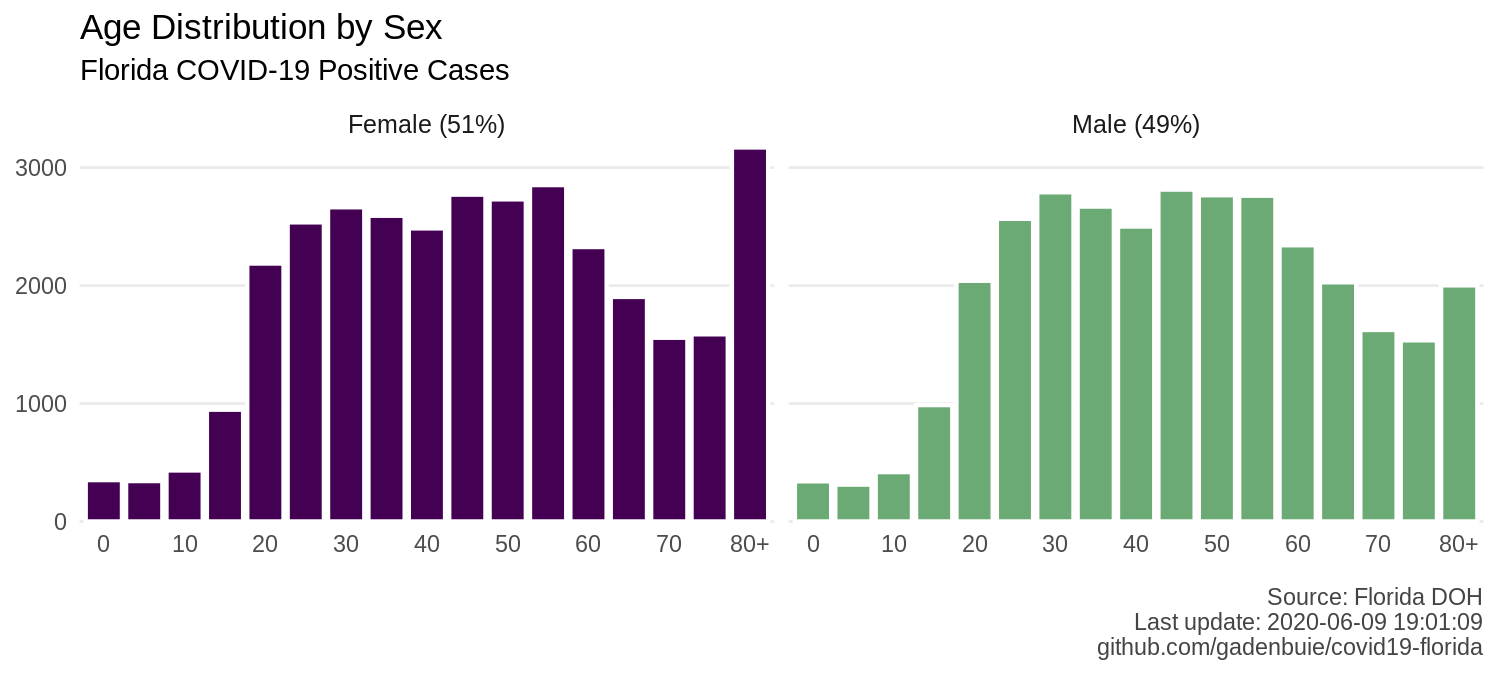 Age Distribution by Sex
Florida COVID-19 Positive Cases
Female (51%)
Male (49%)
3000
2000
1000
0
0 10 20 30 40 50 60 70 80+
0 10 20 30 40 50 60 70 80+
Source: Florida DOH
Last update: 2020-06-09 19:01:09
github.com/gadenbuie/covid19-florida